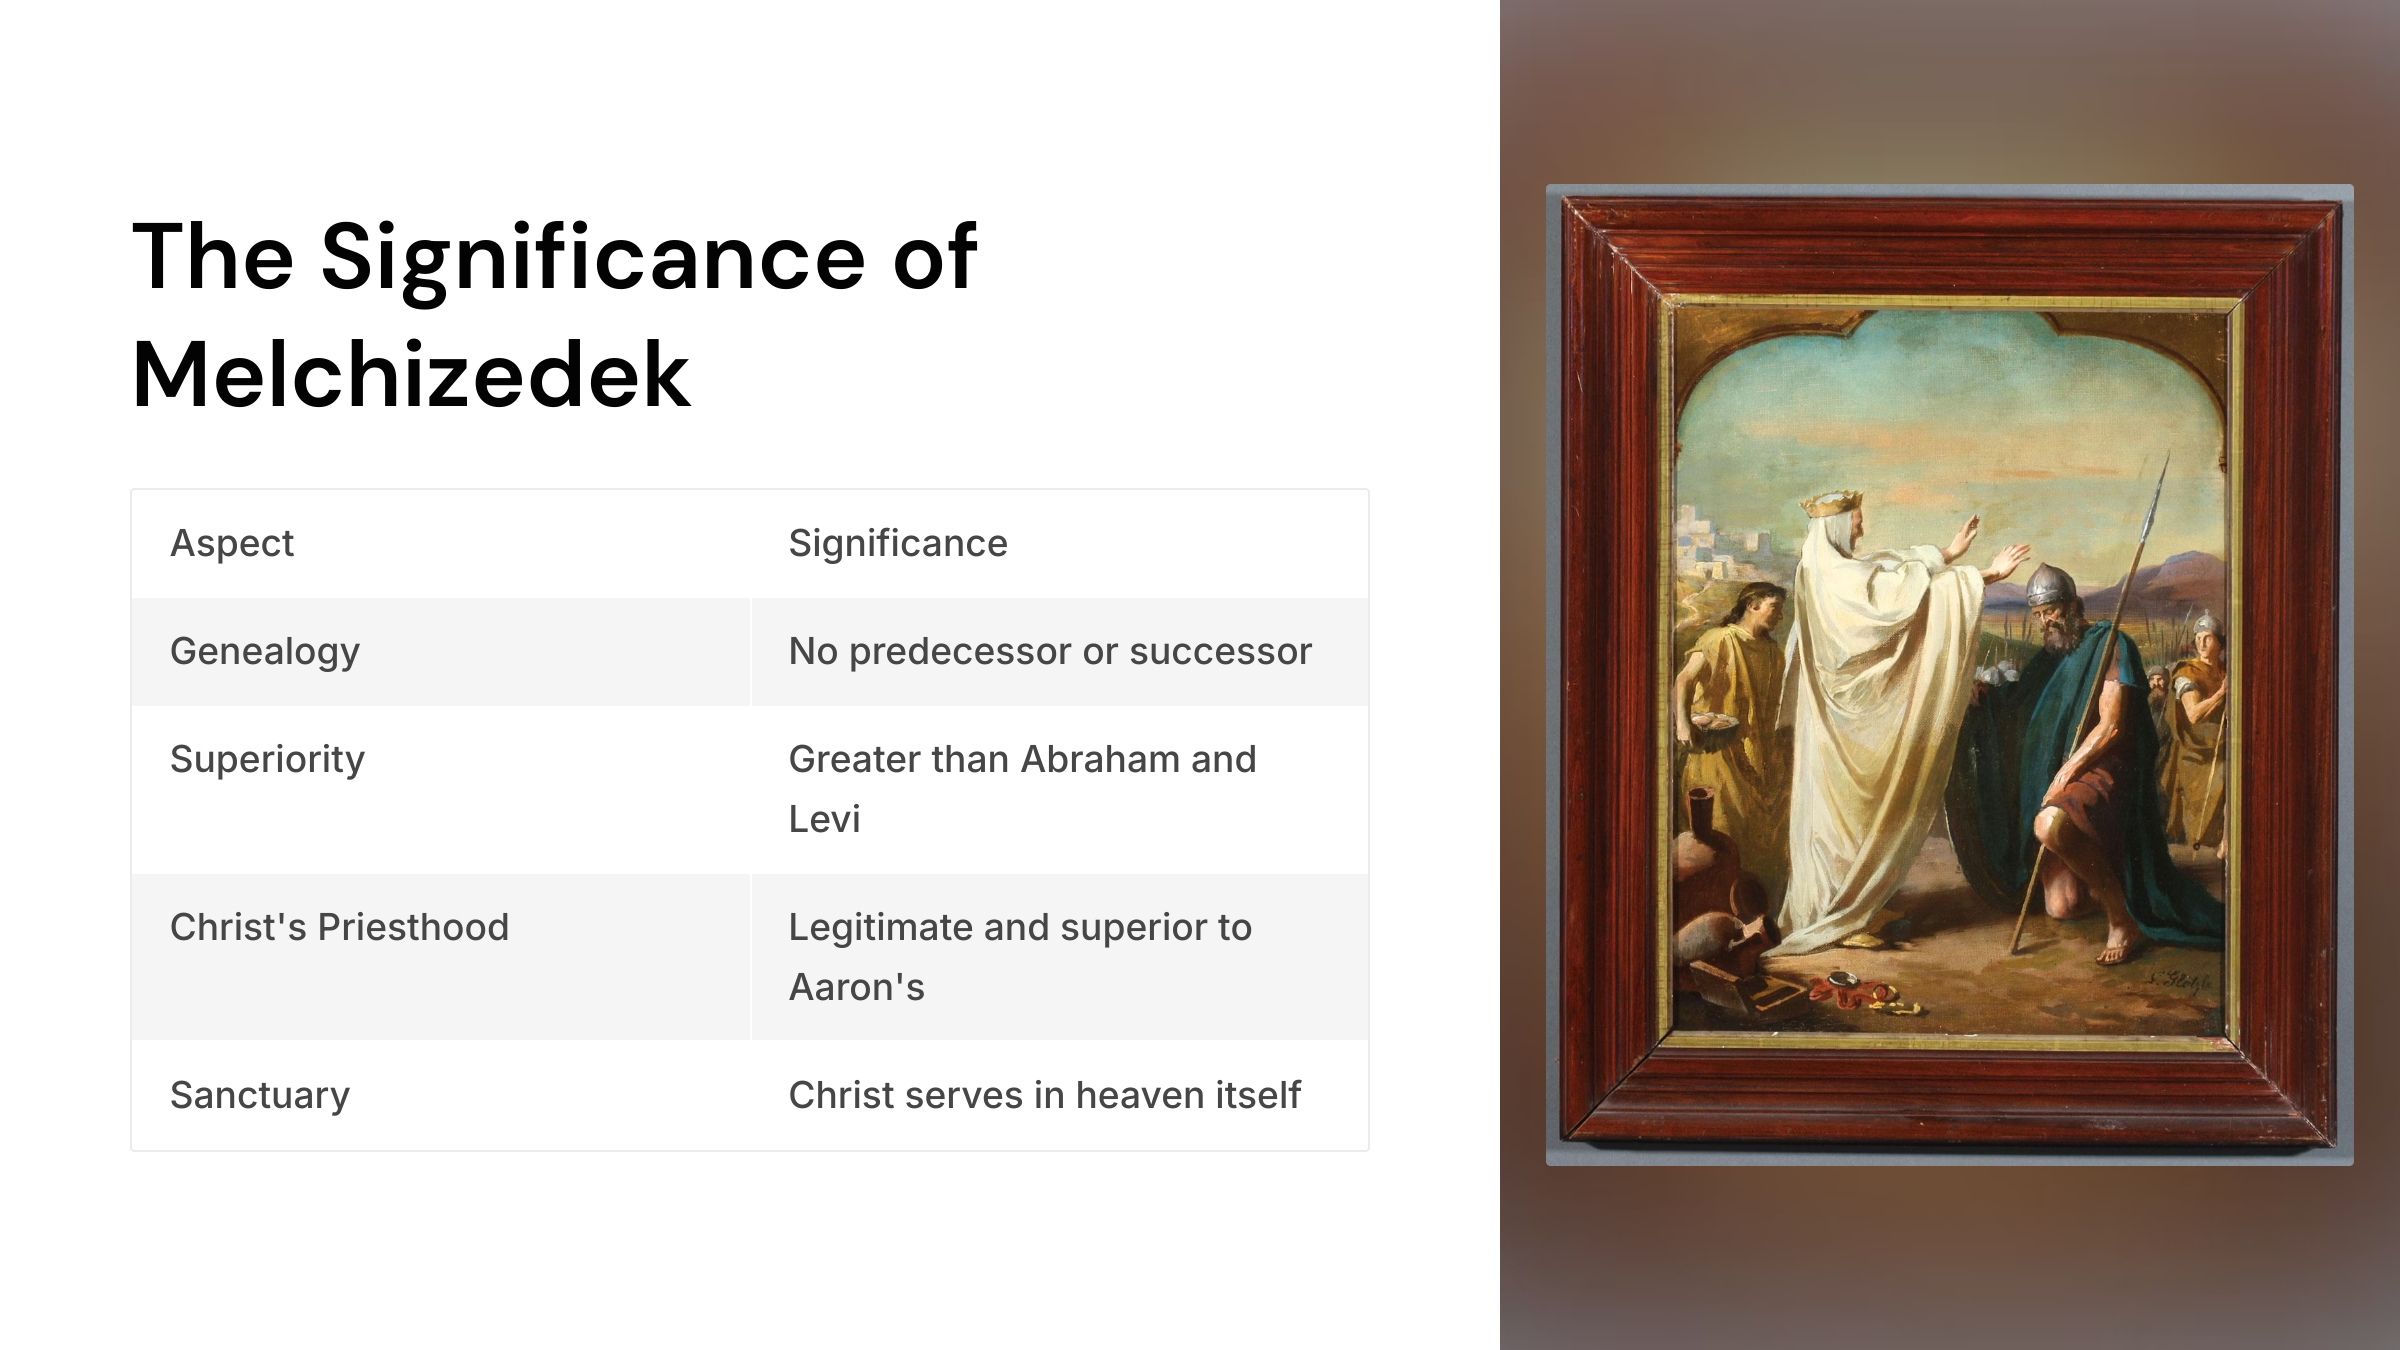 The Significance of
Melchizedek
Aspect Significance
Genealogy No predecessor or successor
Superiority Greater than Abraham and
Levi
Christ's Priesthood Legitimate and superior to
Aaron's
Sanctuary Christ serves in heaven itself